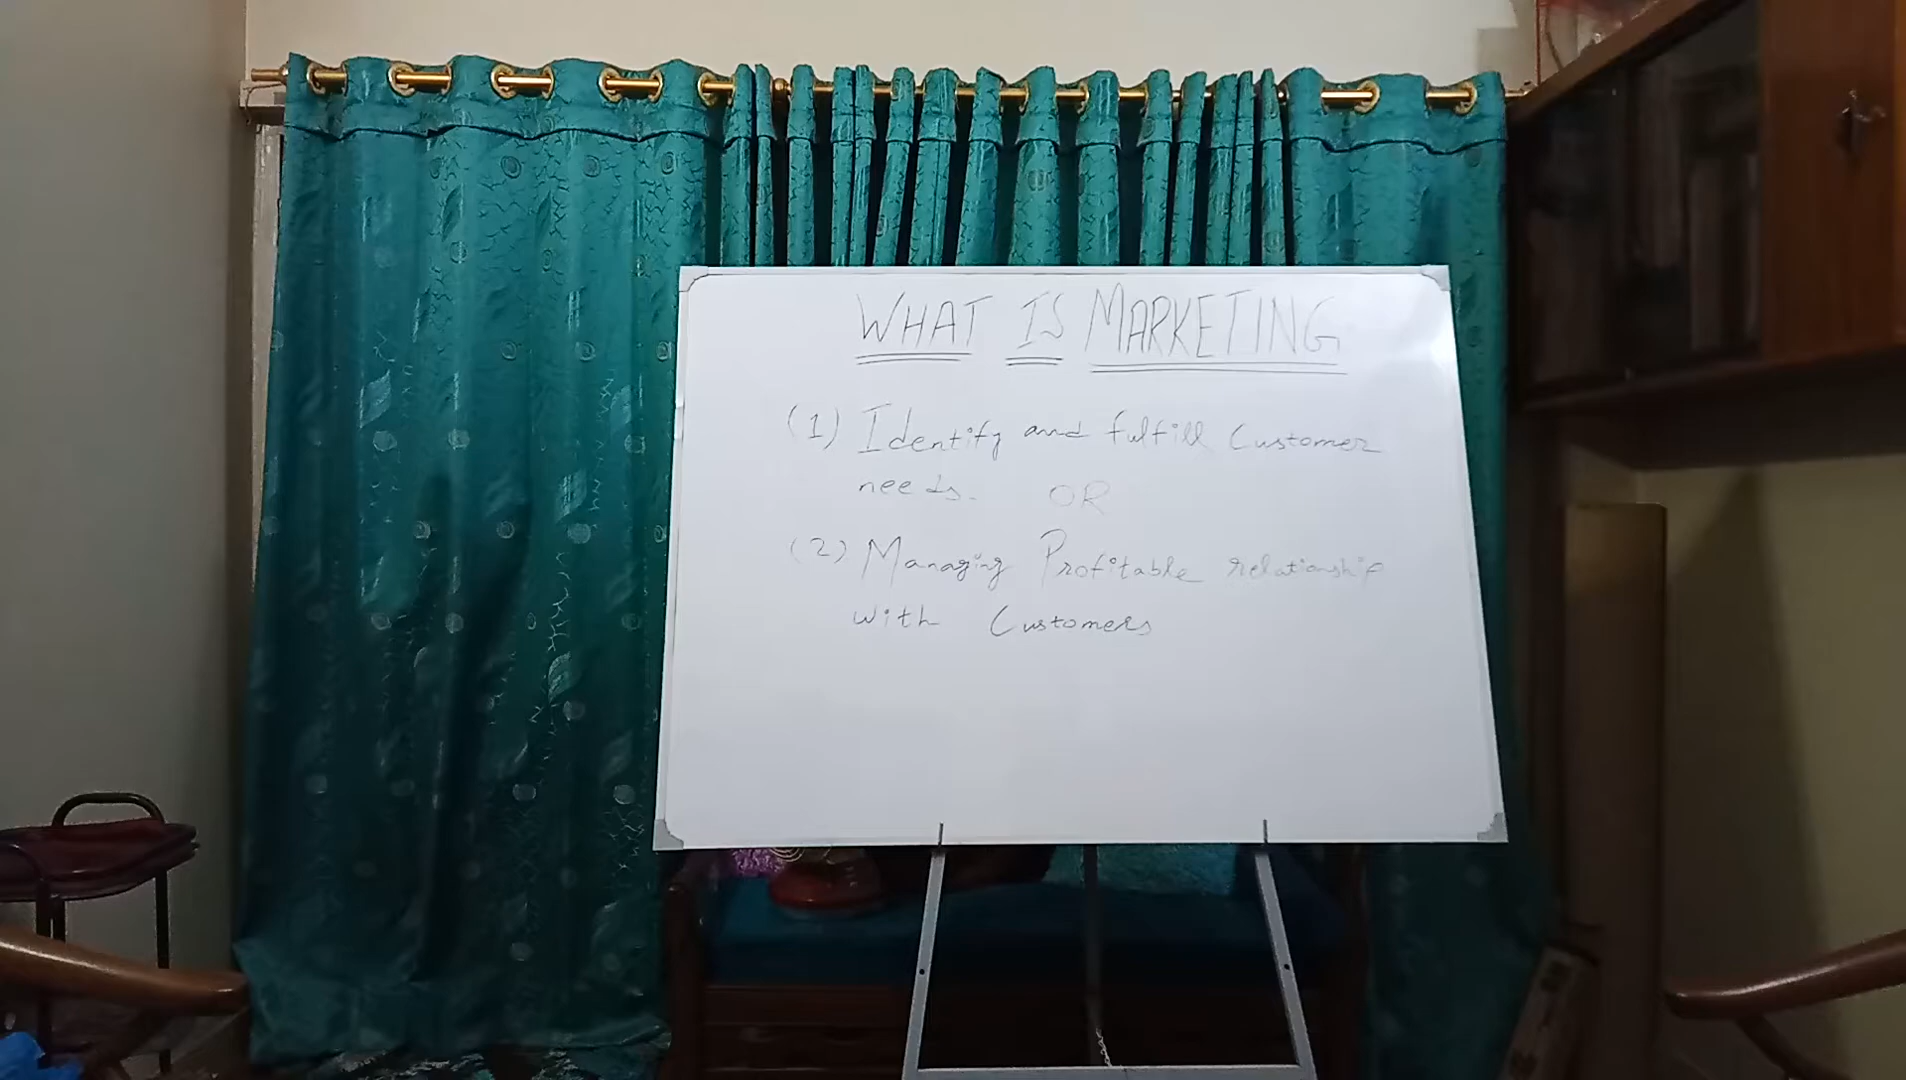 WHAT IS MARKETING
(1) Identify and fulfill Customer
needs. OR
(2) Managing Profitable relationship
with Customers